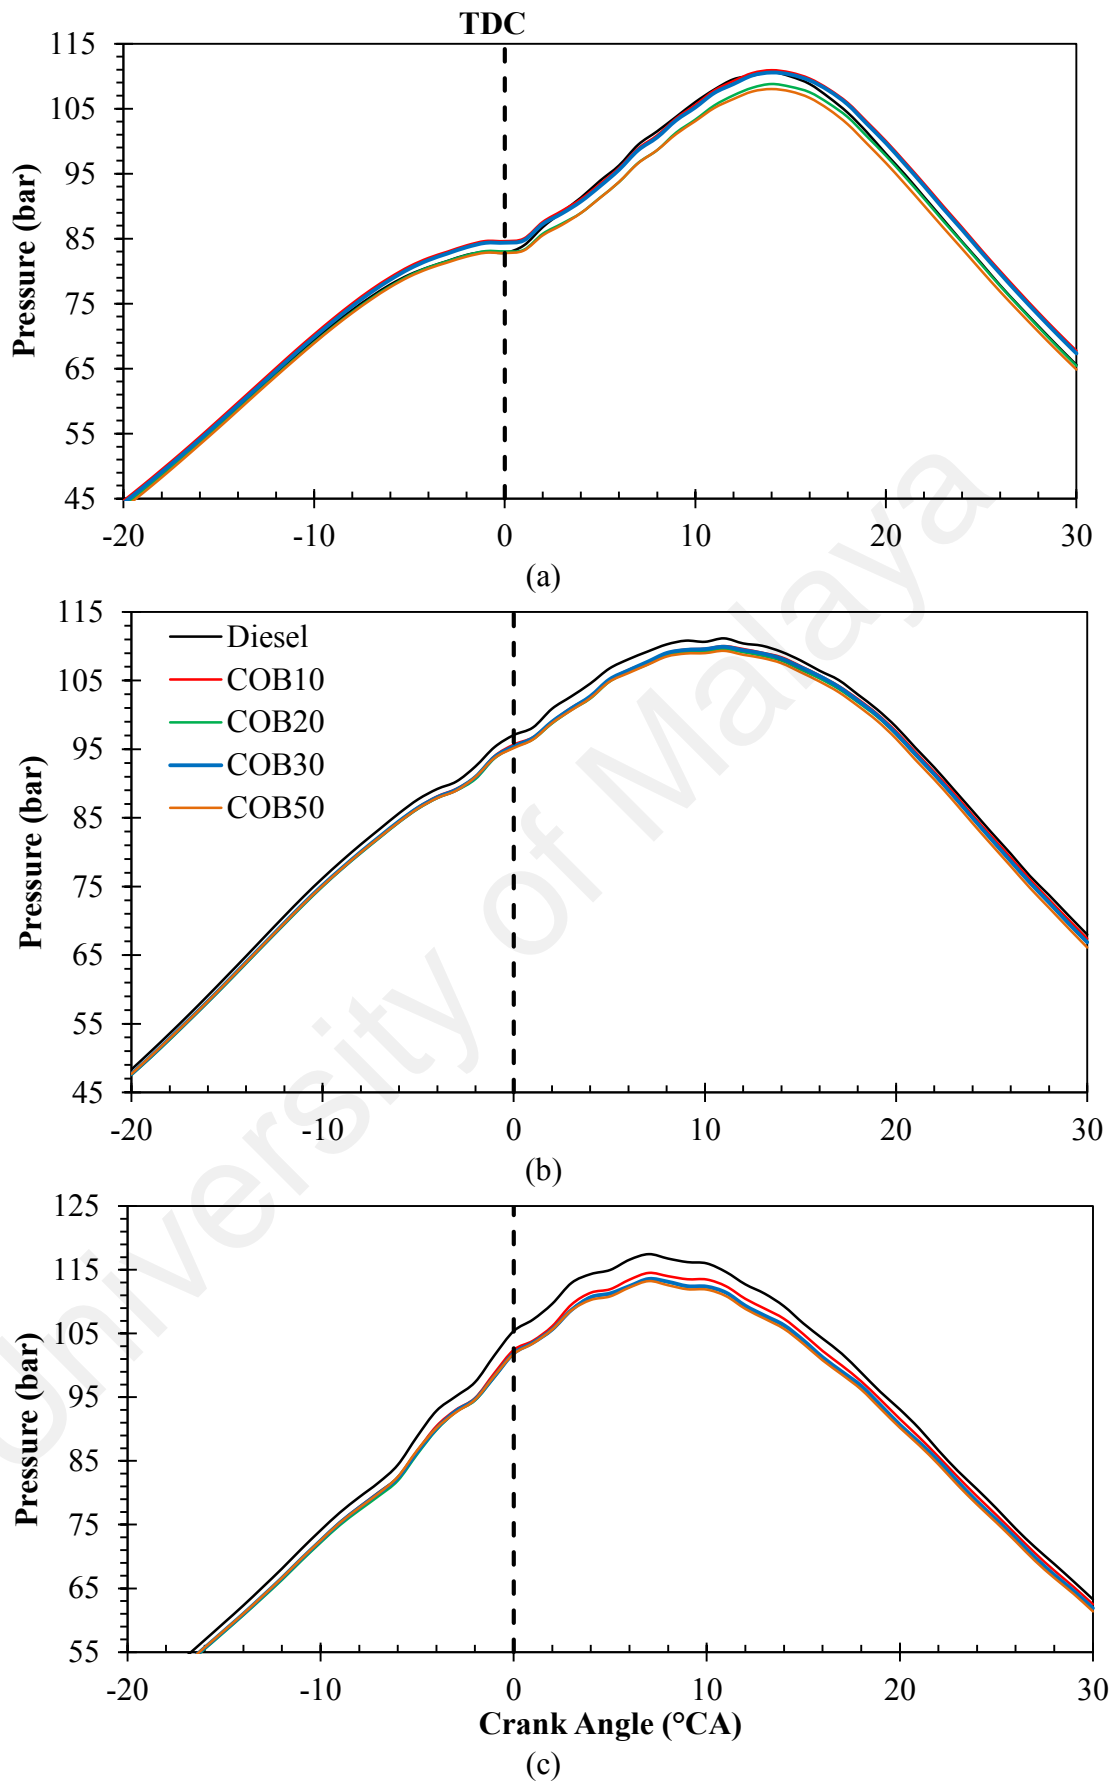 TDC
115
105
95
85
75
65
55
45
Pressure (bar)
-20 -10 0 10 20 30
(a)
115
105
95
85
75
65
55
45
Pressure (bar)
Diesel
COB10
COB20
COB30
COB50
-20 -10 0 10 20 30
(b)
125
115
105
95
85
75
65
55
Pressure (bar)
-20 -10 0 10 20 30
Crank Angle (°CA)
(c)
University of Malaya